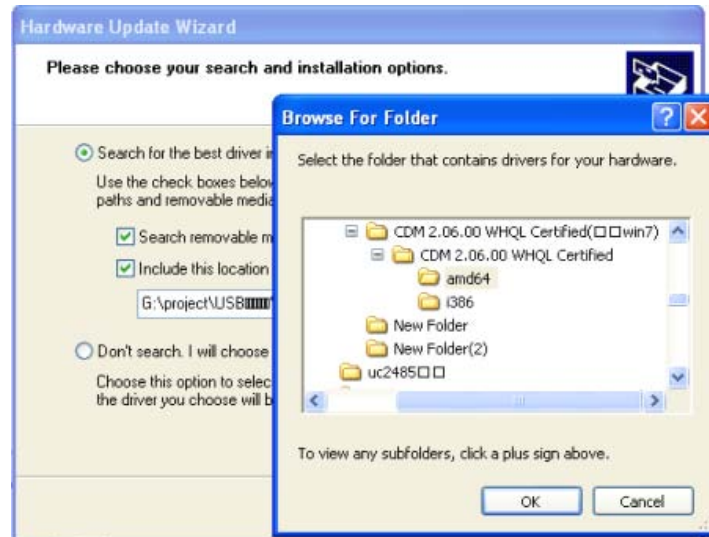 Hardware Update Wizard
Please choose your search and installation options.
Search for the best driver i
Use the check boxes below
paths and removable media
Search removable m
Include this location
G:\project\USB
Don't search. I will choose
Choose this option to selec
the driver you choose will b
Browse For Folder
Select the folder that contains drivers for your hardware.
CDM 2.06.00 WHQL Certified(□□win7)
CDM 2.06.00 WHQL Certified
amd64
i386
New Folder
New Folder(2)
uc2485□□
To view any subfolders, click a plus sign above.
OK
Cancel